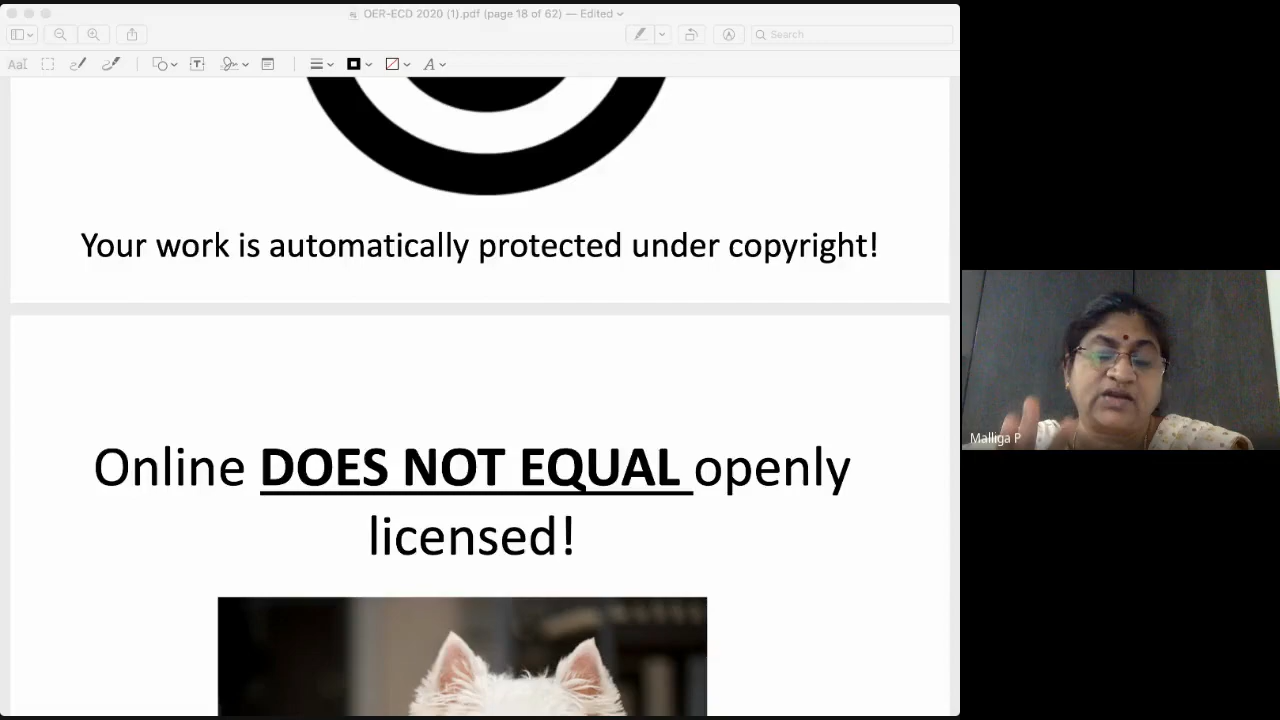 OER-ECD 2020 (1).pdf (page 18 of 62) — Edited
Search
AaI
T
A
Your work is automatically protected under copyright!
Online DOES NOT EQUAL openly
licensed!
Malliga P